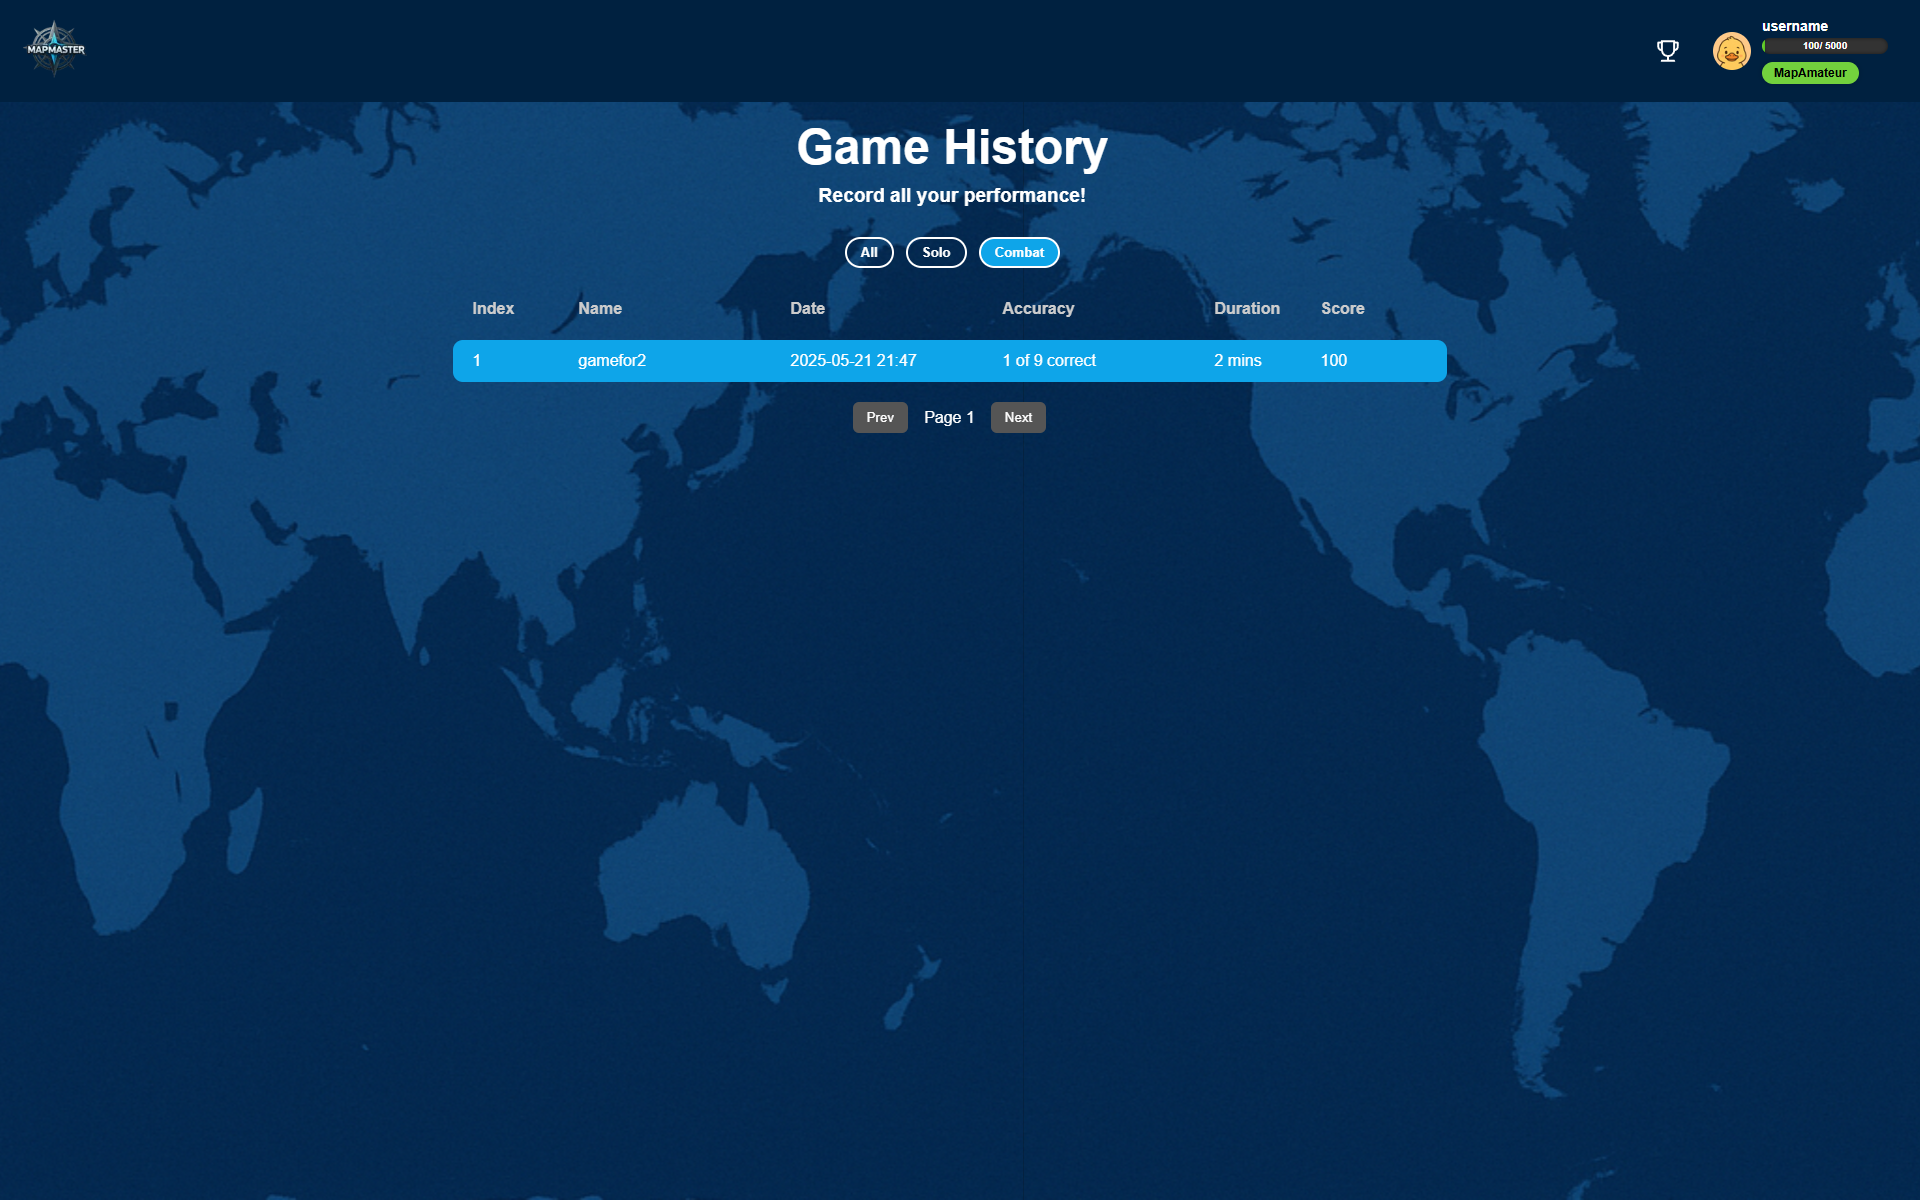 MAPMASTER
username
100/ 5000
MapAmateur
Game History
Record all your performance!
All Solo Combat
Index Name Date Accuracy Duration Score
1 gamefor2 2025-05-21 21:47 1 of 9 correct 2 mins 100
Prev Page 1 Next